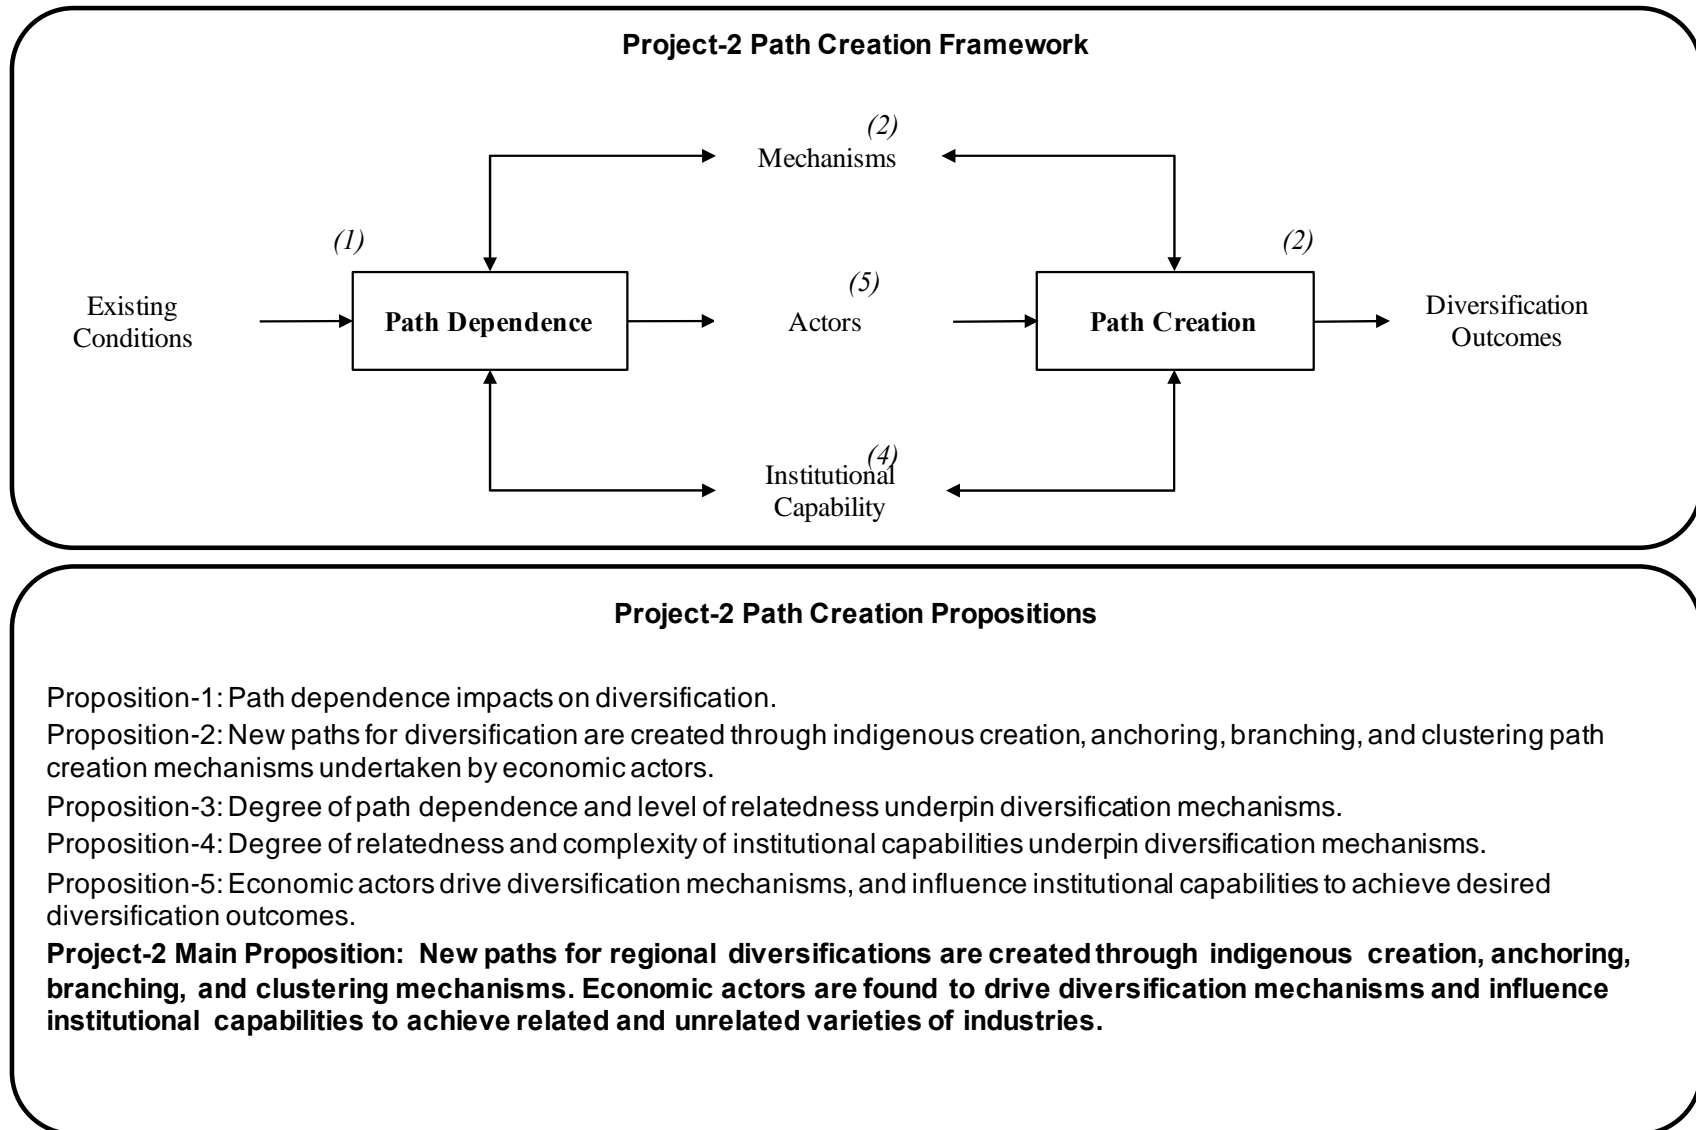 Project-2 Path Creation Framework
(2)
Mechanisms
(1)
(2)
(5)
Existing
Conditions
Path Dependence
Actors
Path Creation
Diversification
Outcomes
(4)
Institutional
Capability
Project-2 Path Creation Propositions
Proposition-1: Path dependence impacts on diversification.
Proposition-2: New paths for diversification are created through indigenous creation, anchoring, branching, and clustering path
creation mechanisms undertaken by economic actors.
Proposition-3: Degree of path dependence and level of relatedness underpin diversification mechanisms.
Proposition-4: Degree of relatedness and complexity of institutional capabilities underpin diversification mechanisms.
Proposition-5: Economic actors drive diversification mechanisms, and influence institutional capabilities to achieve desired
diversification outcomes.
Project-2 Main Proposition: New paths for regional diversifications are created through indigenous creation, anchoring,
branching, and clustering mechanisms. Economic actors are found to drive diversification mechanisms and influence
institutional capabilities to achieve related and unrelated varieties of industries.